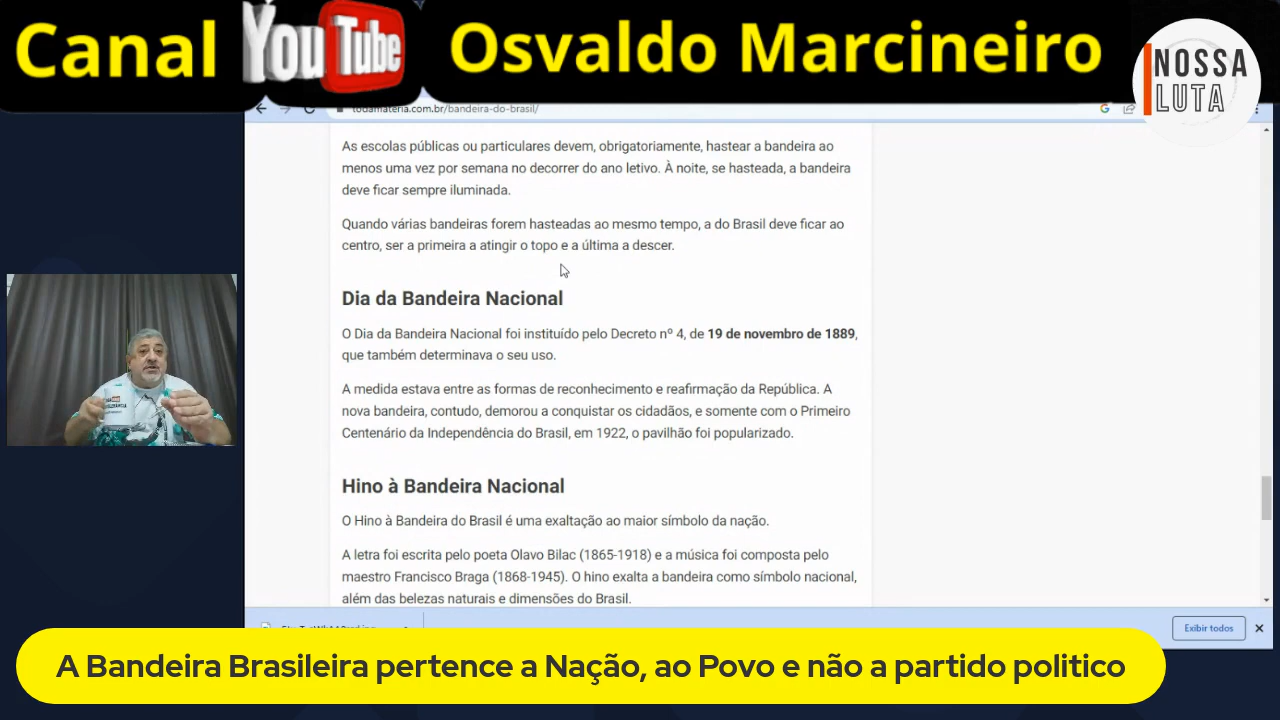 Canal YouTube Osvaldo Marcineiro
NOSSA
LUTA
todamateria.com.br/bandeira-do-brasil/
As escolas públicas ou particulares devem, obrigatoriamente, hastear a bandeira ao
menos uma vez por semana no decorrer do ano letivo. À noite, se hasteada, a bandeira
deve ficar sempre iluminada.
Quando várias bandeiras forem hasteadas ao mesmo tempo, a do Brasil deve ficar ao
centro, ser a primeira a atingir o topo e a última a descer.
Dia da Bandeira Nacional
O Dia da Bandeira Nacional foi instituído pelo Decreto nº 4, de 19 de novembro de 1889,
que também determinava o seu uso.
A medida estava entre as formas de reconhecimento e reafirmação da República. A
nova bandeira, contudo, demorou a conquistar os cidadãos, e somente com o Primeiro
Centenário da Independência do Brasil, em 1922, o pavilhão foi popularizado.
Hino à Bandeira Nacional
O Hino à Bandeira do Brasil é uma exaltação ao maior símbolo da nação.
A letra foi escrita pelo poeta Olavo Bilac (1865-1918) e a música foi composta pelo
maestro Francisco Braga (1868-1945). O hino exalta a bandeira como símbolo nacional,
além das belezas naturais e dimensões do Brasil.
Exibir todos
A Bandeira Brasileira pertence a Nação, ao Povo e não a partido politico